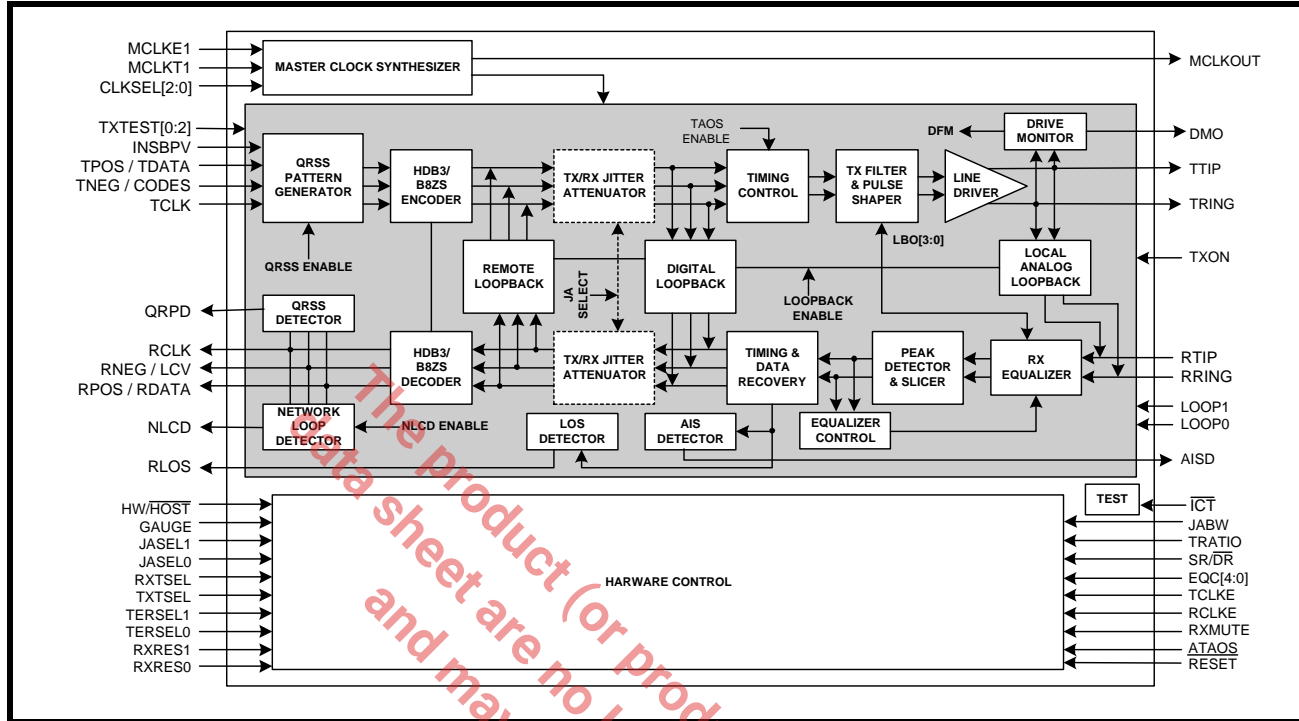 MCLKE1
MCLKT1
CLKSEL[2:0]
MASTER CLOCK SYNTHESIZER
MCLKOUT
TXTEST[0:2]
INSBPV
TPOS / TDATA
TNEG / CODES
TCLK
QRSS
PATTERN
GENERATOR
HDB3/
B8ZS
ENCODER
TX/RX JITTER
ATTENUATOR
TAOS
ENABLE
TIMING
CONTROL
TX FILTER
& PULSE
SHAPER
LINE
DRIVER
DFM
DRIVE
MONITOR
DMO
TTIP
TRING
QRSS ENABLE
REMOTE
LOOPBACK
JA
SELECT
DIGITAL
LOOPBACK
LOOPBACK
ENABLE
LBO[3:0]
LOCAL
ANALOG
LOOPBACK
TXON
QRPD
RCLK
RNEG / LCV
RPOS / RDATA
NLCD
RLOS
QRSS
DETECTOR
NETWORK
LOOP
DETECTOR
NLCD ENABLE
HDB3/
B8ZS
DECODER
TX/RX JITTER
ATTENUATOR
TIMING &
DATA
RECOVERY
PEAK
DETECTOR
& SLICER
RX
EQUALIZER
LOS
DETECTOR
AIS
DETECTOR
EQUALIZER
CONTROL
RTIP
RRING
LOOP1
LOOP0
AISD
HW/HOST
GAUGE
JASEL1
JASEL0
RXTSEL
TXTSEL
TERSEL1
TERSEL0
RXRES1
RXRES0
HARWARE CONTROL
TEST
ICT
JABW
TRATIO
SR/DR
EQC[4:0]
TCLKE
RCLKE
RXMUTE
ATAOS
RESET
The product (or prod
data sheet are no l
and may